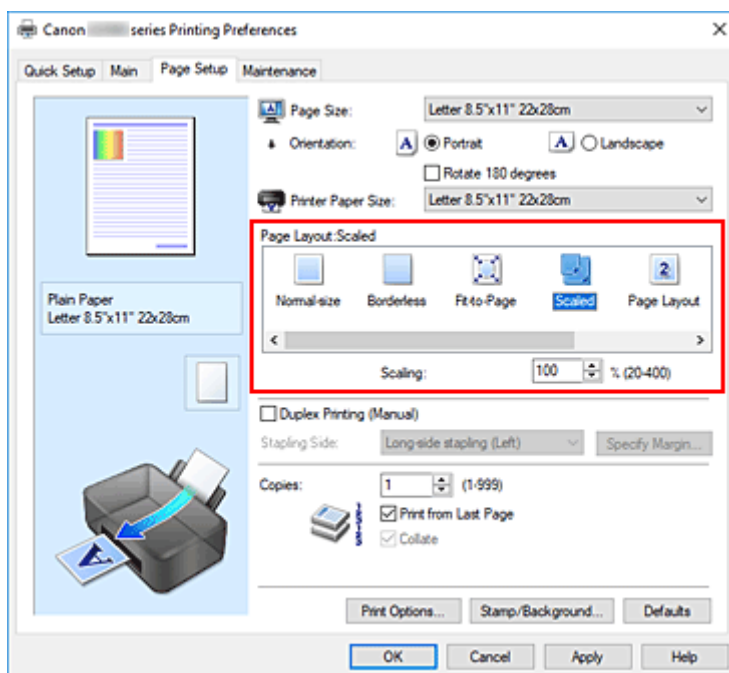 Canon series Printing Preferences
Quick Setup Main Page Setup Maintenance
Page Size: Letter 8.5"x11" 22x28cm
Orientation: A Portrait A Landscape
Rotate 180 degrees
Printer Paper Size: Letter 8.5"x11" 22x28cm
Page Layout:Scaled
2
Normal-size Borderless Fit-to-Page Scaled Page Layout
Plain Paper
Letter 8.5"x11" 22x28cm
Scaling: 100 % (20-400)
Duplex Printing (Manual)
Stapling Side: Long-side stapling (Left) Specify Margin...
Copies: 1 (1-999)
Print from Last Page
Collate
A
Print Options... Stamp/Background... Defaults
OK Cancel Apply Help